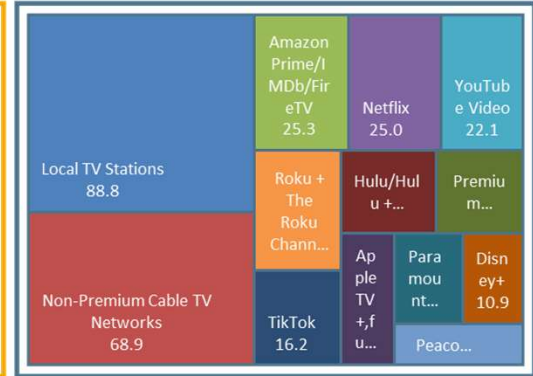 Local TV Stations
88.8
Non-Premium Cable TV
Networks
68.9
Amazon
Prime/I
MDb/Fir
eTV
25.3
Netflix
25.0
YouTub
e Video
22.1
Roku +
The
Roku
Chann...
Hulu/Hul
u +...
Premiu
m...
TikTok
16.2
Ap
ple
TV
+,fu
...
Para
mou
nt...
Disn
ey+
10.9
Peaco...